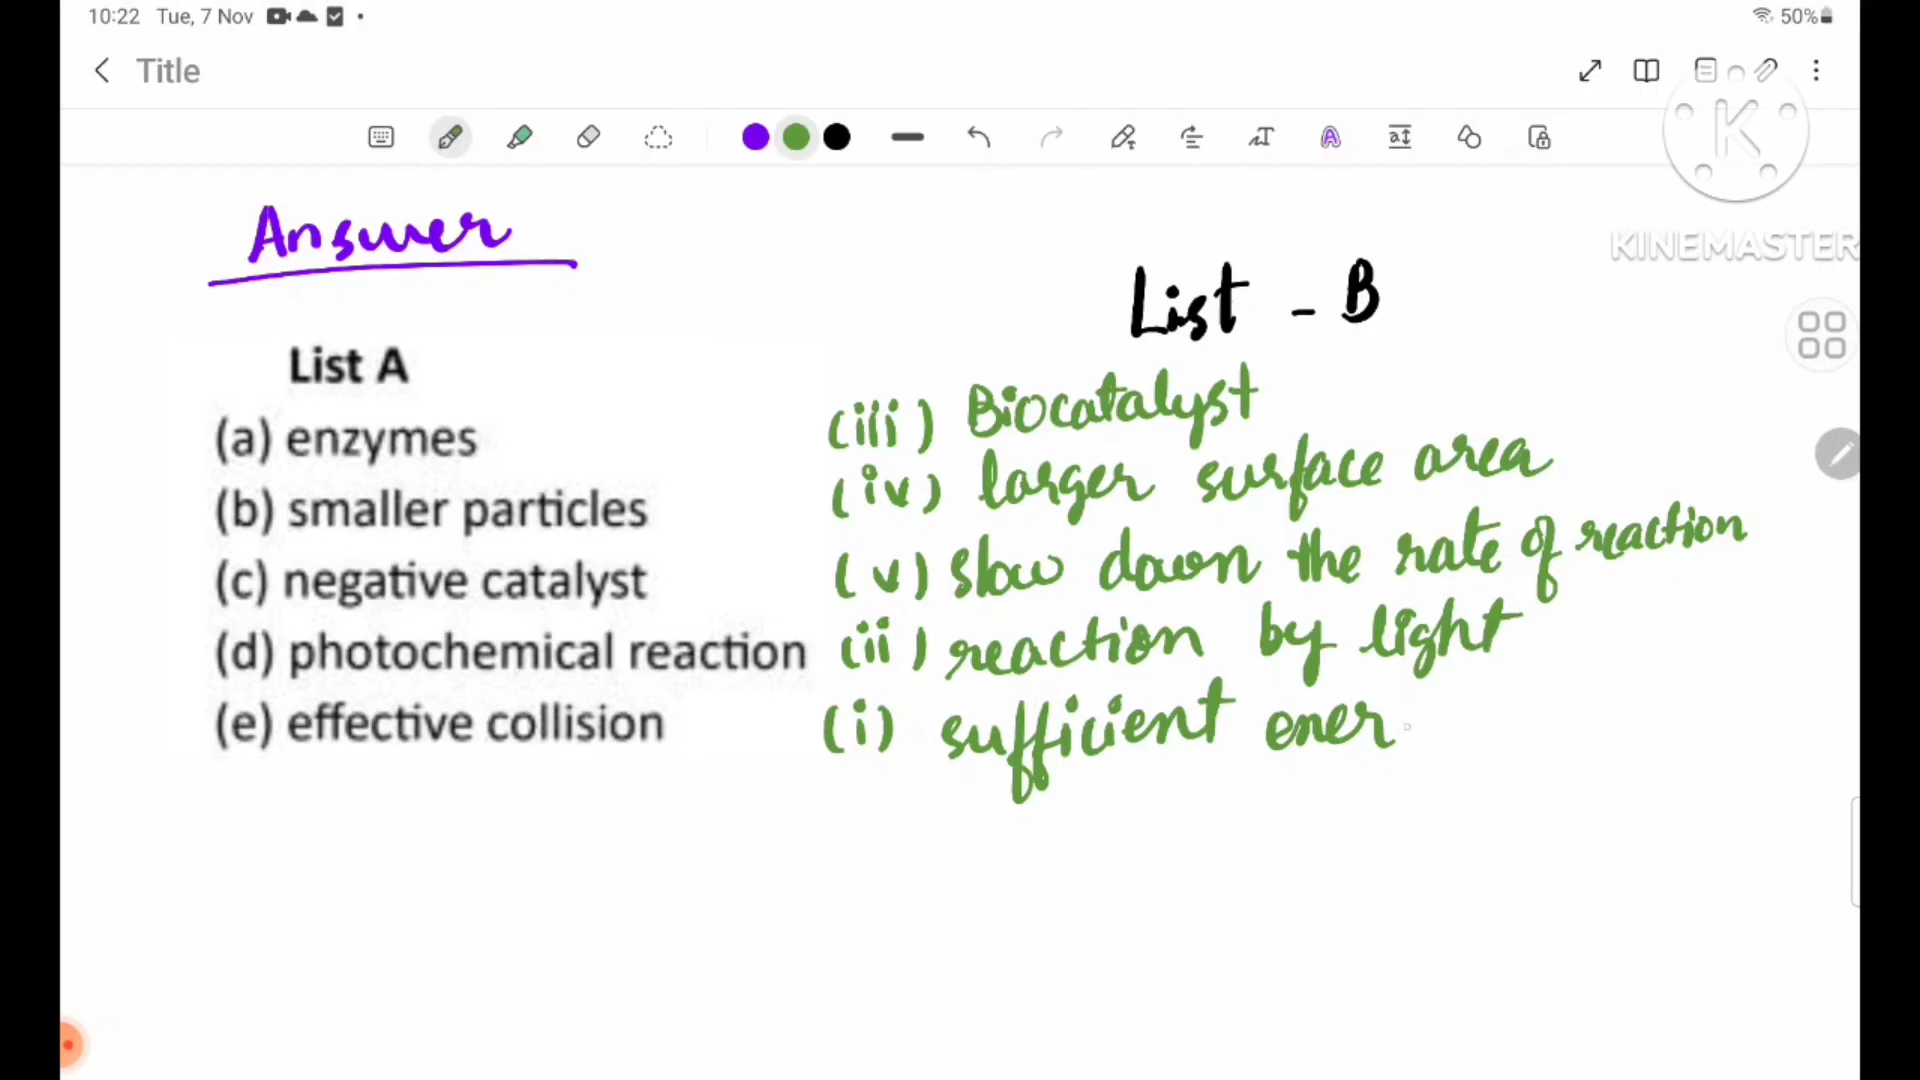 10:22 Tue, 7 Nov
50%
Title
KINEMASTER
Answer
List - B
List A
(a) enzymes (iii) Biocatalyst
(b) smaller particles (iv) larger surface area
(c) negative catalyst (v) slow down the rate of reaction
(d) photochemical reaction (ii) reaction by light
(e) effective collision (i) sufficient ener